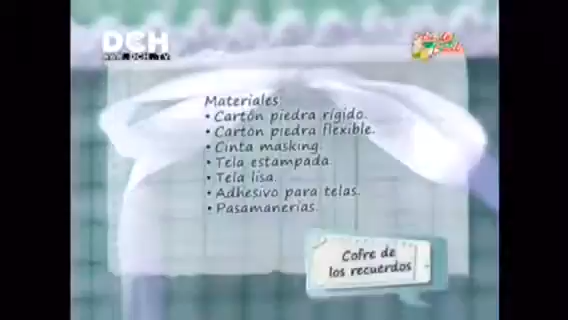 DCH
www.DCH.TV
Materiales:
• Cartón piedra rígido.
• Cartón piedra flexible.
• Cinta masking.
• Tela estampada.
• Tela lisa.
• Adhesivo para telas.
• Pasamanerías.
Cofre de
los recuerdos